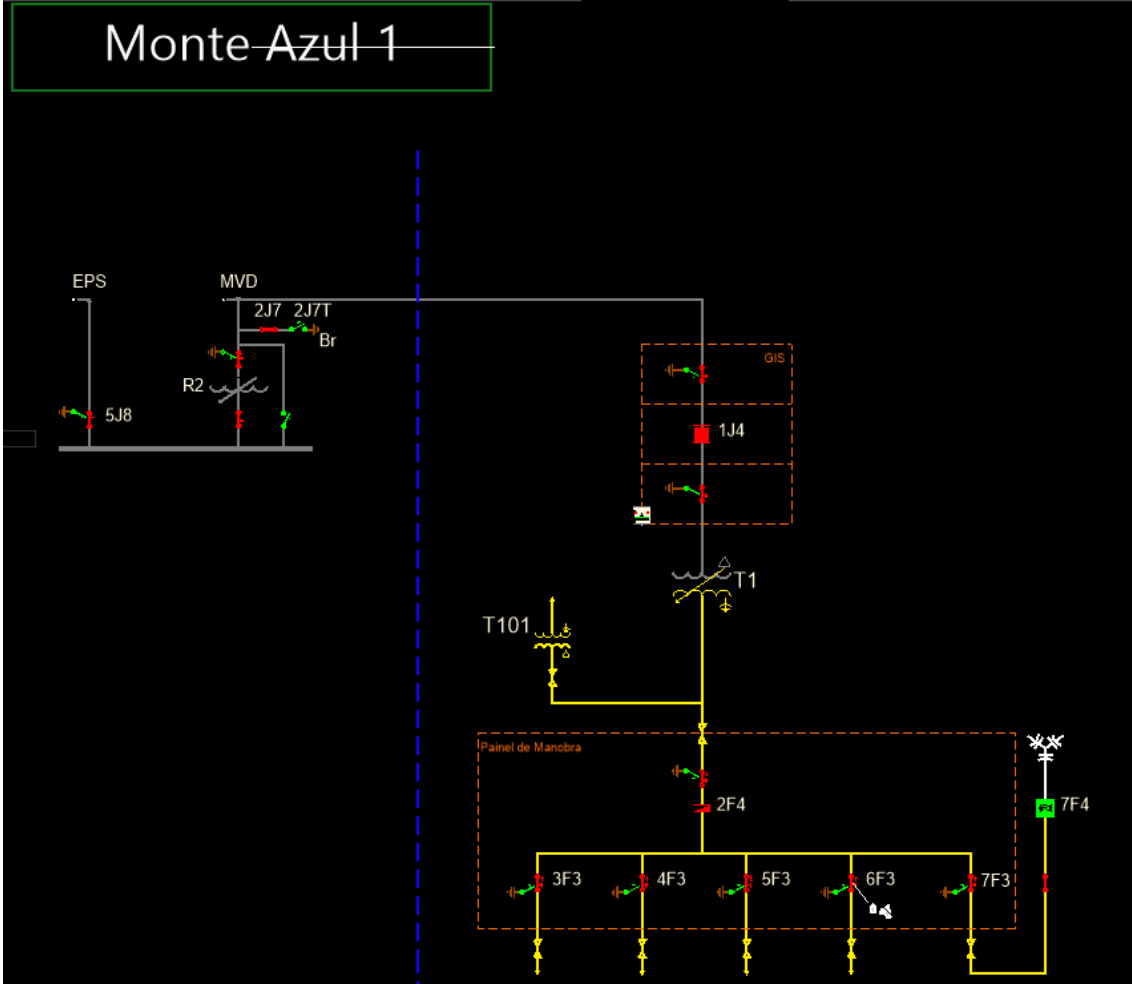 Monte Azul 1
EPS
MVD
2J7 2J7T
Br
R2
5J8
GIS
1J4
T1
T101
Painel de Manobra
2F4
7F4
3F3
4F3
5F3
6F3
7F3